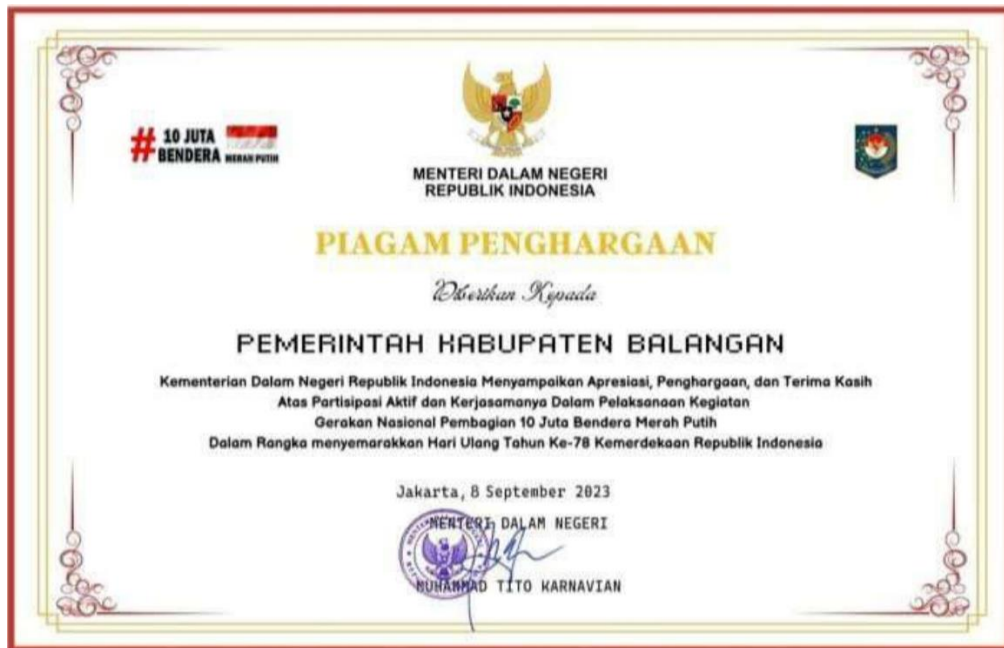 # 10 JUTA
BENDERA MERAH PUTIH
MENTERI DALAM NEGERI
REPUBLIK INDONESIA
PIAGAM PENGHARGAAN
Diberikan Kepada
PEMERINTAH KABUPATEN BALANGAN
Kementerian Dalam Negeri Republik Indonesia Menyampaikan Apresiasi, Penghargaan, dan Terima Kasih
Atas Partisipasi Aktif dan Kerjasamanya Dalam Pelaksanaan Kegiatan
Gerakan Nasional Pembagian 10 Juta Bendera Merah Putih
Dalam Rangka menyemarakkan Hari Ulang Tahun Ke-78 Kemerdekaan Republik Indonesia
Jakarta, 8 September 2023
MENTERI DALAM NEGERI
MUHAMMAD TITO KARNAVIAN